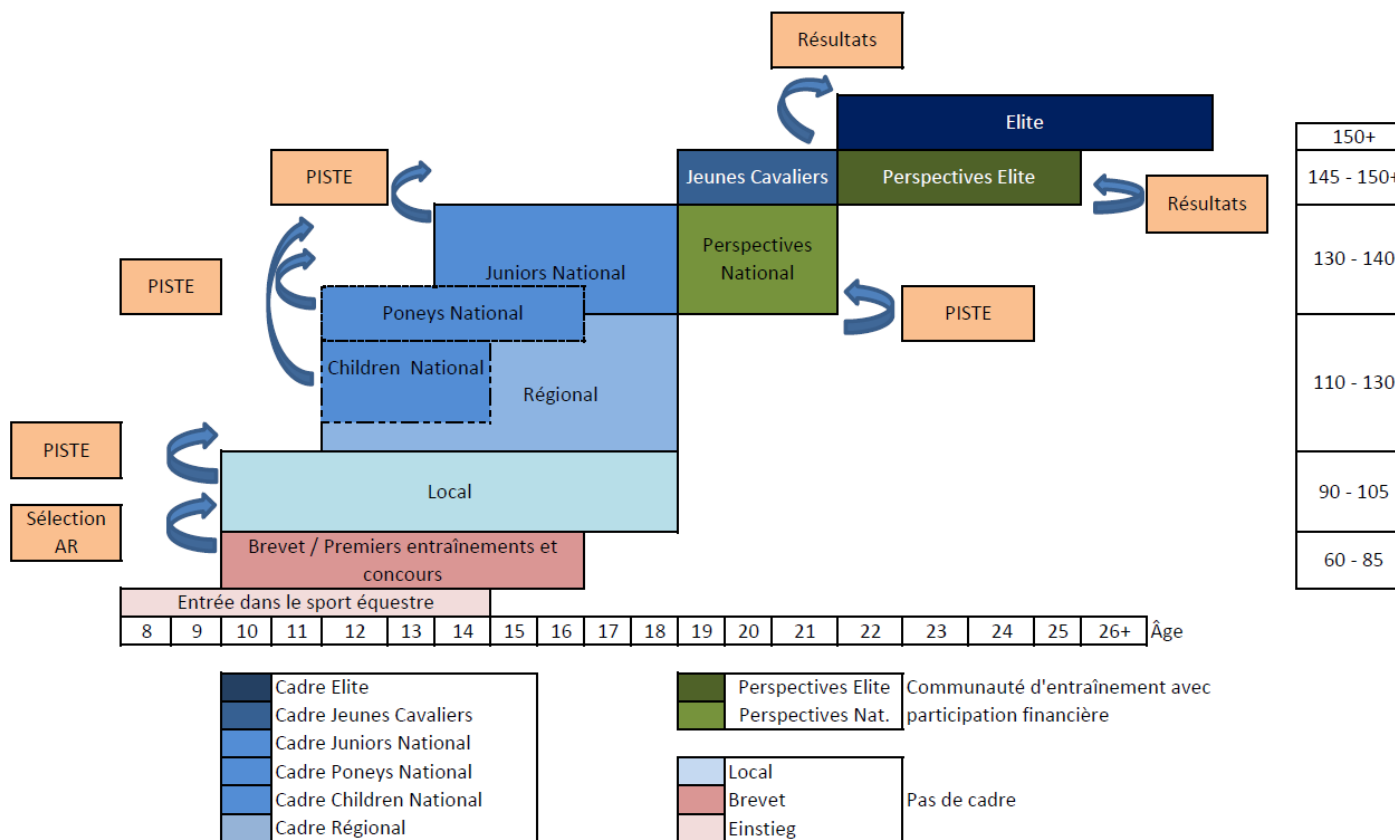 Résultats
Elite
150+
PISTE
Jeunes Cavaliers
Perspectives Elite
145 - 150+
Résultats
PISTE
Juniors National
Perspectives
National
130 - 140
Poneys National
PISTE
Children National
Régional
110 - 130
PISTE
Local
90 - 105
Sélection
AR
Brevet / Premiers entraînements et
concours
60 - 85
Entrée dans le sport équestre
8 9 10 11 12 13 14 15 16 17 18 19 20 21 22 23 24 25 26+ Âge
Cadre Elite
Cadre Jeunes Cavaliers
Cadre Juniors National
Cadre Poneys National
Cadre Children National
Cadre Régional
Perspectives Elite
Perspectives Nat.
Communauté d'entraînement avec
participation financière
Local
Brevet
Einstieg
Pas de cadre